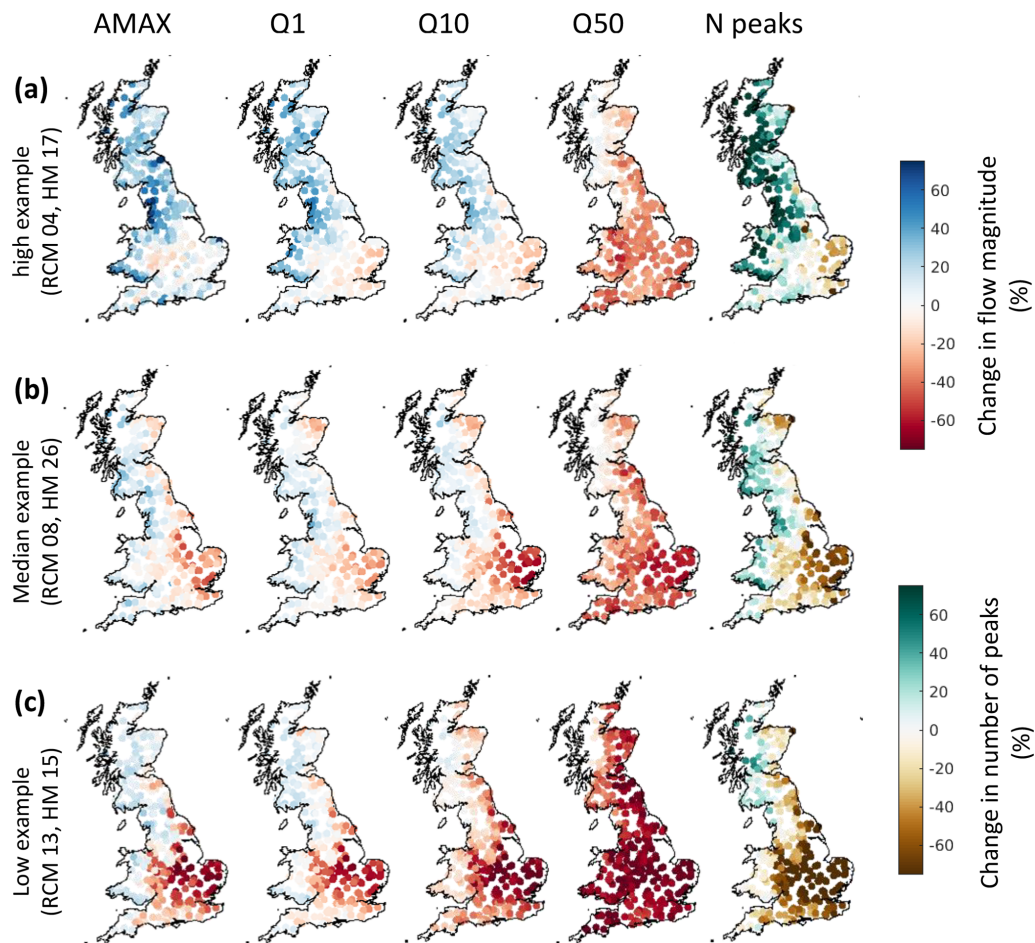 AMAX Q1 Q10 Q50 N peaks
(a)
high example
(RCM 04, HM 17)
60
40
20
0
-20
-40
-60
Change in flow magnitude
(%)
(b)
Median example
(RCM 08, HM 26)
(c)
Low example
(RCM 13, HM 15)
60
40
20
0
-20
-40
-60
Change in number of peaks
(%)